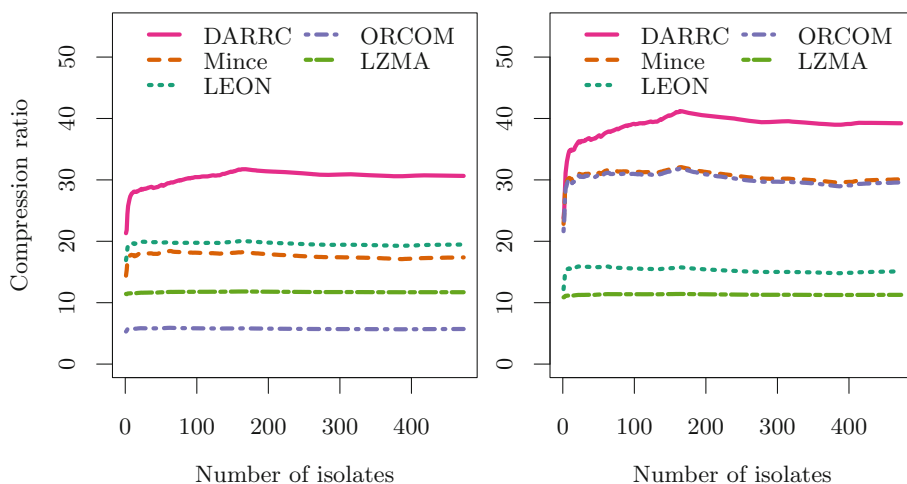 DARRC
Mince
LEON
ORCOM
LZMA
Compression ratio
0 10 20 30 40 50
0 100 200 300 400
Number of isolates
DARRC
Mince
LEON
ORCOM
LZMA
0 10 20 30 40 50
0 100 200 300 400
Number of isolates